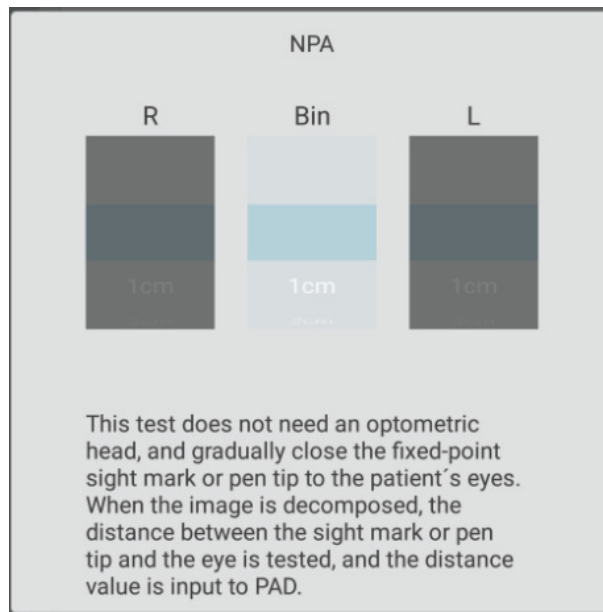 NPA
R Bin L
1cm 1cm 1cm
This test does not need an optometric
head, and gradually close the fixed-point
sight mark or pen tip to the patient´s eyes.
When the image is decomposed, the
distance between the sight mark or pen
tip and the eye is tested, and the distance
value is input to PAD.